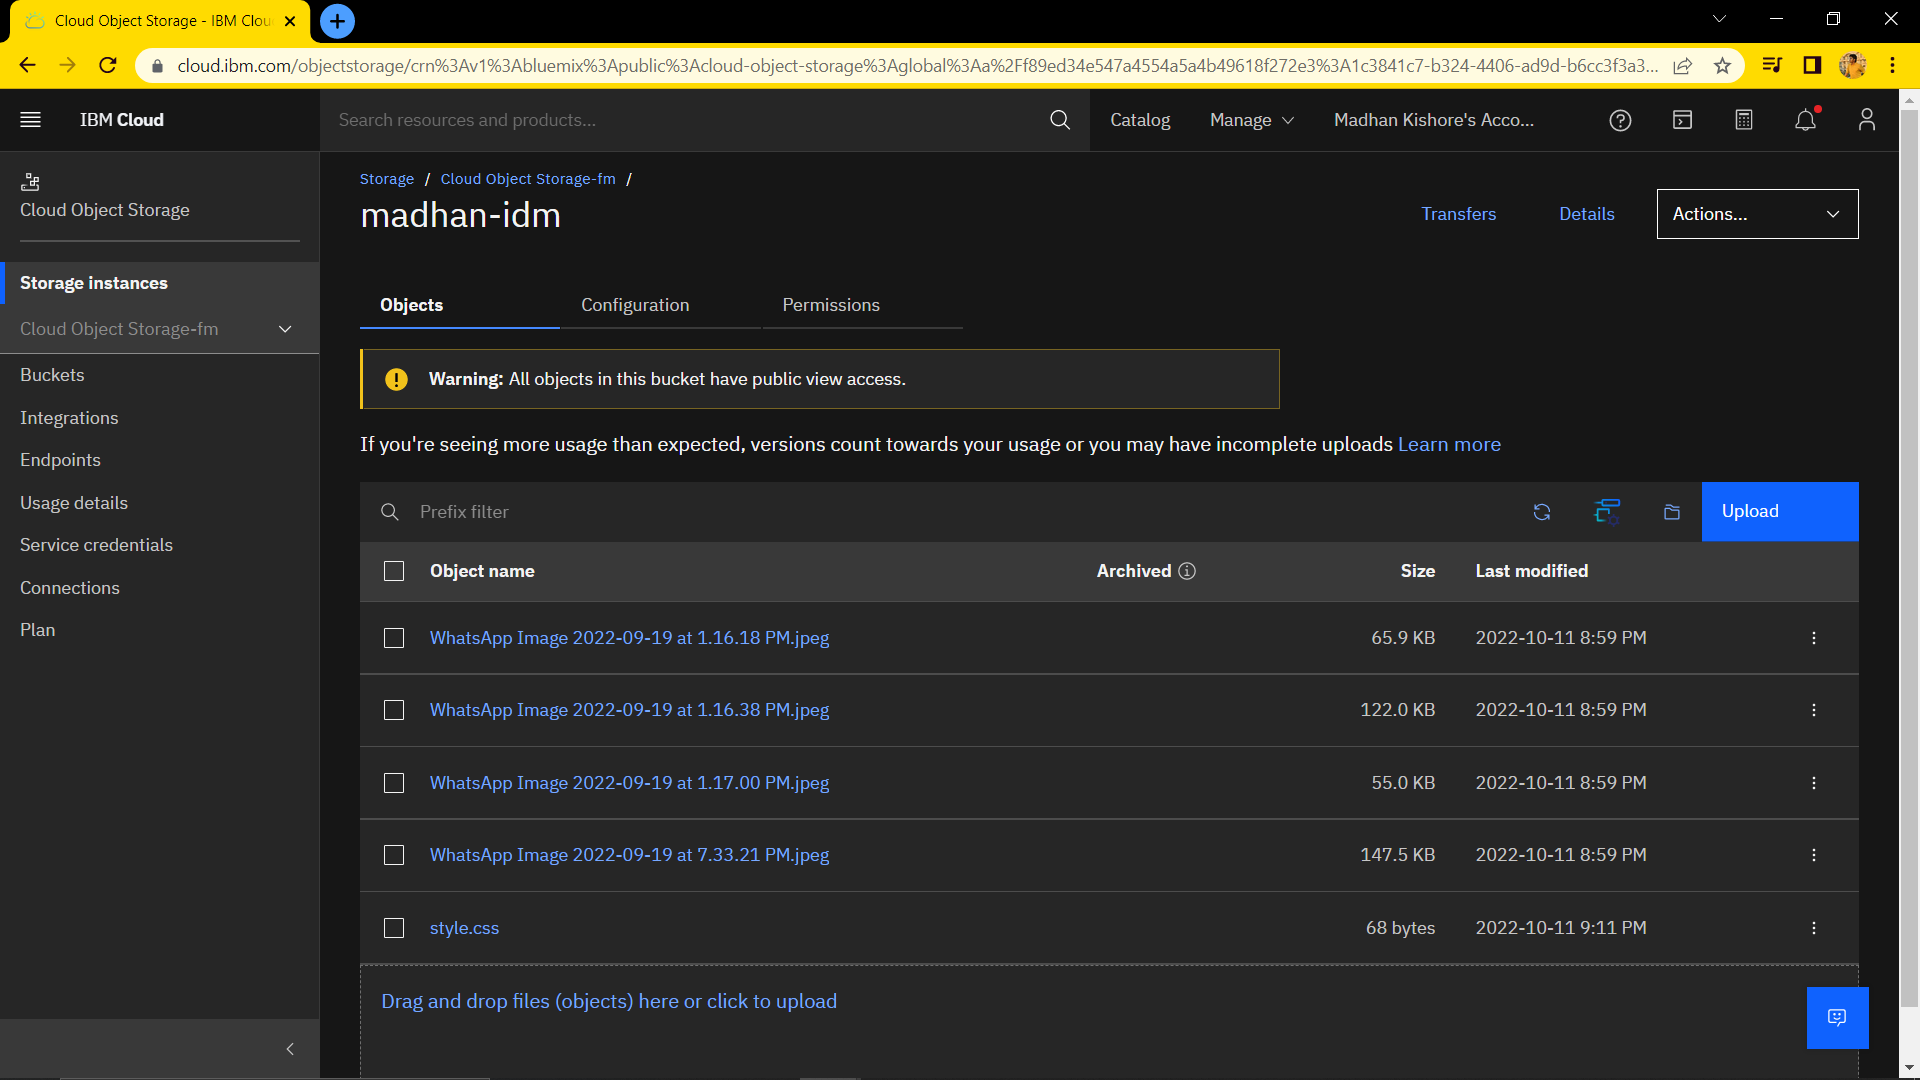 Cloud Object Storage - IBM Clou
cloud.ibm.com/objectstorage/crn%3Av1%3Abluemix%3Apublic%3Acloud-object-storage%3Aglobal%3Aa%2Ff89ed34e547a4554a5a4b49618f272e3%3A1c3841c7-b324-4406-ad9d-b6cc3f3a3...
IBM Cloud
Search resources and products...
Catalog
Manage
Madhan Kishore's Acco...
Cloud Object Storage
Storage instances
Cloud Object Storage-fm
Buckets
Integrations
Endpoints
Usage details
Service credentials
Connections
Plan
Storage / Cloud Object Storage-fm /
madhan-idm
Transfers
Details
Actions...
Objects
Configuration
Permissions
Warning: All objects in this bucket have public view access.
If you're seeing more usage than expected, versions count towards your usage or you may have incomplete uploads Learn more
Prefix filter
Upload
Object name Archived Size Last modified
WhatsApp Image 2022-09-19 at 1.16.18 PM.jpeg 65.9 KB 2022-10-11 8:59 PM
WhatsApp Image 2022-09-19 at 1.16.38 PM.jpeg 122.0 KB 2022-10-11 8:59 PM
WhatsApp Image 2022-09-19 at 1.17.00 PM.jpeg 55.0 KB 2022-10-11 8:59 PM
WhatsApp Image 2022-09-19 at 7.33.21 PM.jpeg 147.5 KB 2022-10-11 8:59 PM
style.css 68 bytes 2022-10-11 9:11 PM
Drag and drop files (objects) here or click to upload